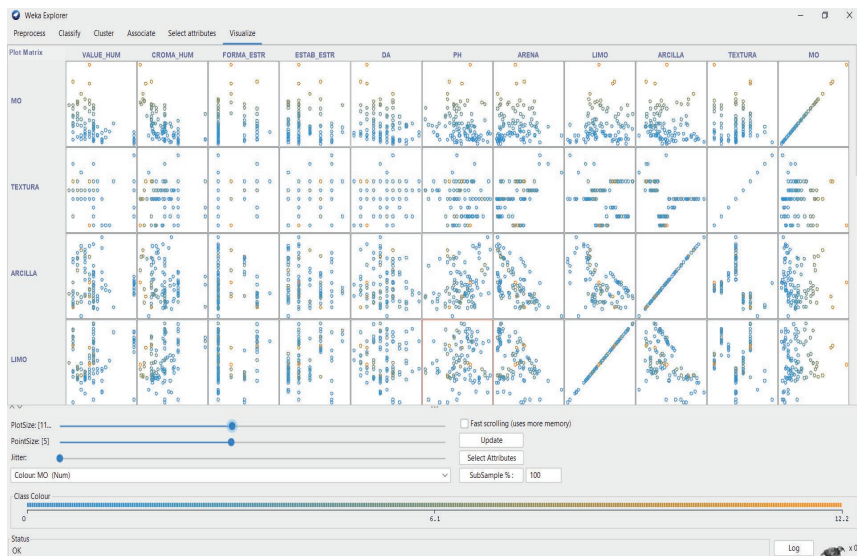 Weka Explorer
Preprocess Classify Cluster Associate Select attributes Visualize
Plot Matrix VALUE_HUM CROMA_HUM FORMA_ESTR ESTAB_ESTR DA PH ARENA LIMO ARCILLA TEXTURA MO
MO
TEXTURA
ARCILLA
LIMO
PlotSize: [11...
Fast scrolling (uses more memory)
PointSize: [5]
Update
Jitter:
Select Attributes
Colour: MO (Num)
SubSample % : 100
Class Colour
0 6.1 12.2
Status
OK
Log
x 0